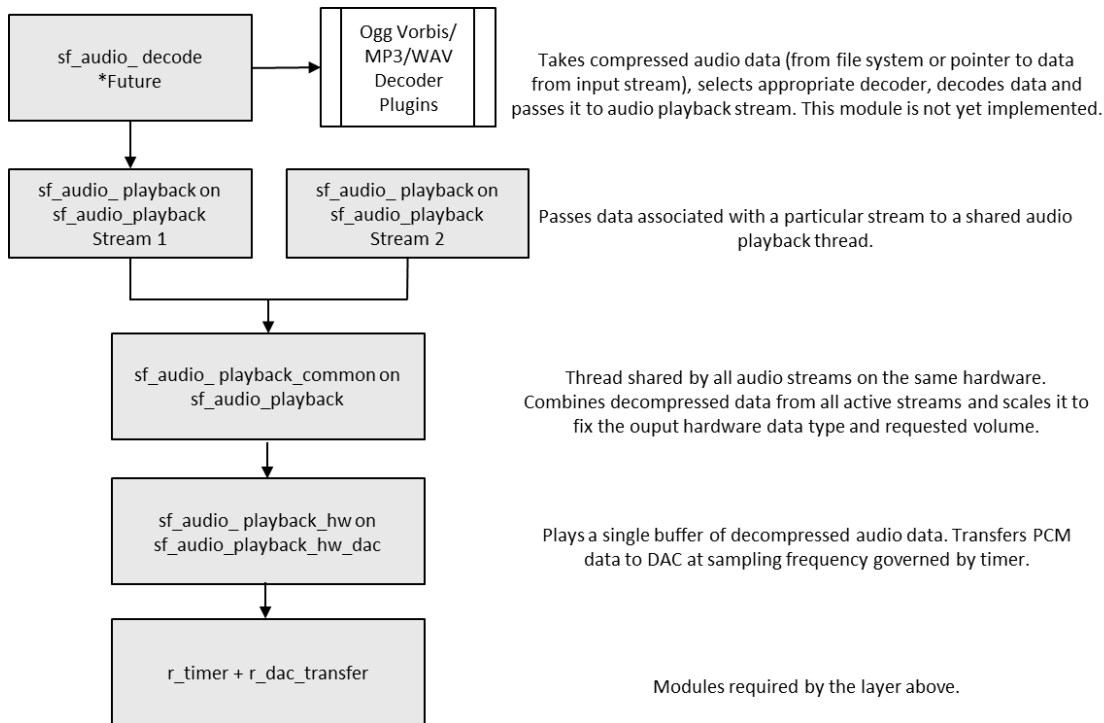 sf_audio_ decode
*Future
Ogg Vorbis/
MP3/WAV
Decoder
Plugins
Takes compressed audio data (from file system or pointer to data
from input stream), selects appropriate decoder, decodes data and
passes it to audio playback stream. This module is not yet implemented.
sf_audio_ playback on
sf_audio_playback
Stream 1
sf_audio_ playback on
sf_audio_playback
Stream 2
Passes data associated with a particular stream to a shared audio
playback thread.
sf_audio_ playback_common on
sf_audio_playback
Thread shared by all audio streams on the same hardware.
Combines decompressed data from all active streams and scales it to
fix the ouput hardware data type and requested volume.
sf_audio_ playback_hw on
sf_audio_playback_hw_dac
Plays a single buffer of decompressed audio data. Transfers PCM
data to DAC at sampling frequency governed by timer.
r_timer + r_dac_transfer
Modules required by the layer above.